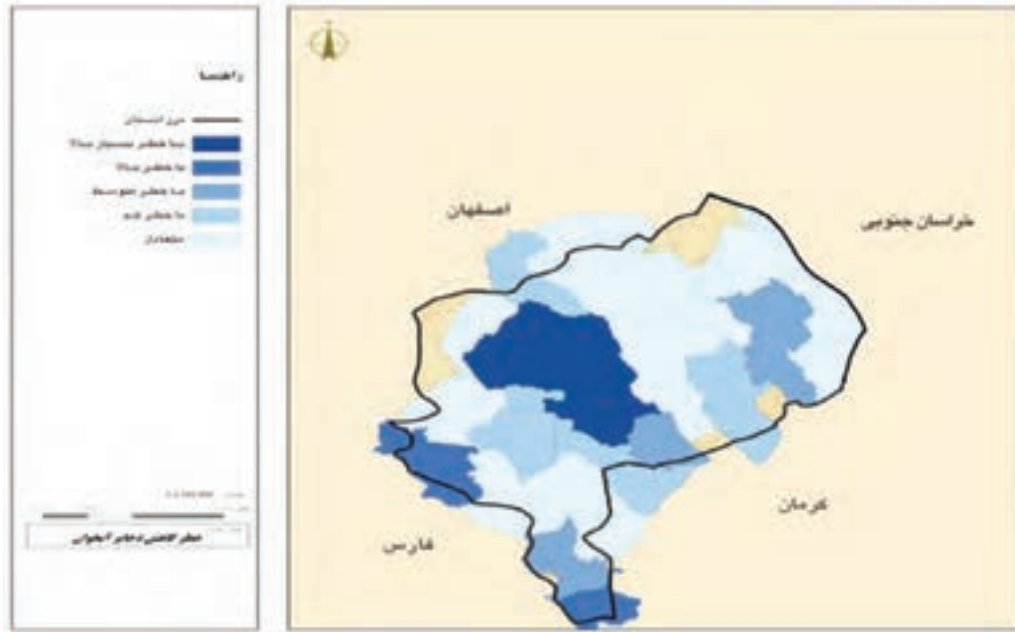 راهنما
مرز استان
با خطر بسیار بالا
با خطر بالا
با خطر متوسط
با خطر کم
متعادل
خطر کاهش ذخایر آبخوان
اصفهان
خراسان جنوبی
کرمان
فارس